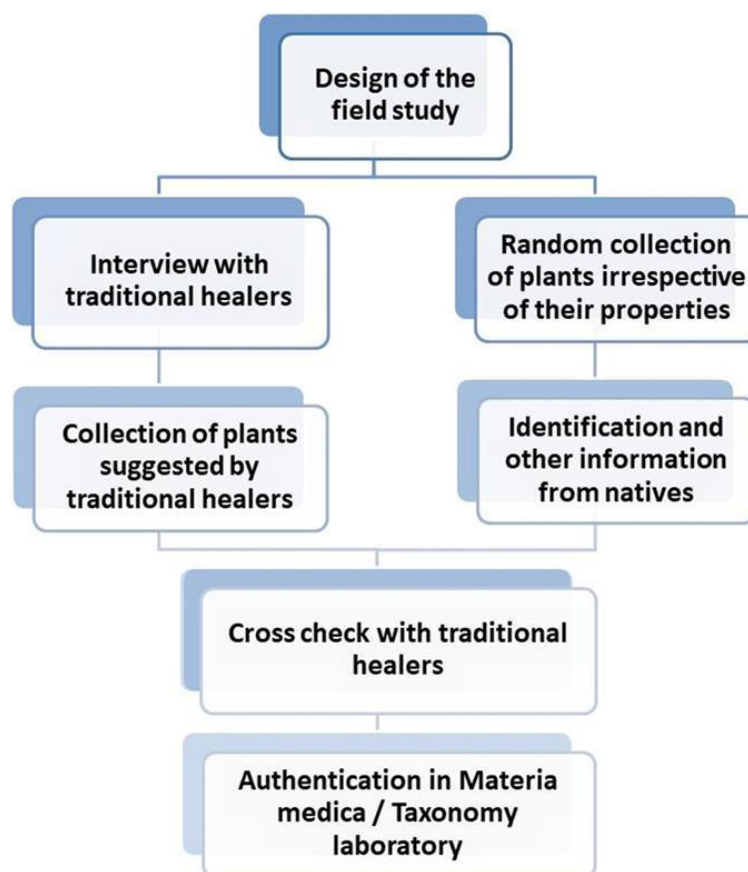 Design of the
field study
Interview with
traditional healers
Random collection
of plants irrespective
of their properties
Collection of plants
suggested by
traditional healers
Identification and
other information
from natives
Cross check with traditional
healers
Authentication in Materia
medica / Taxonomy
laboratory